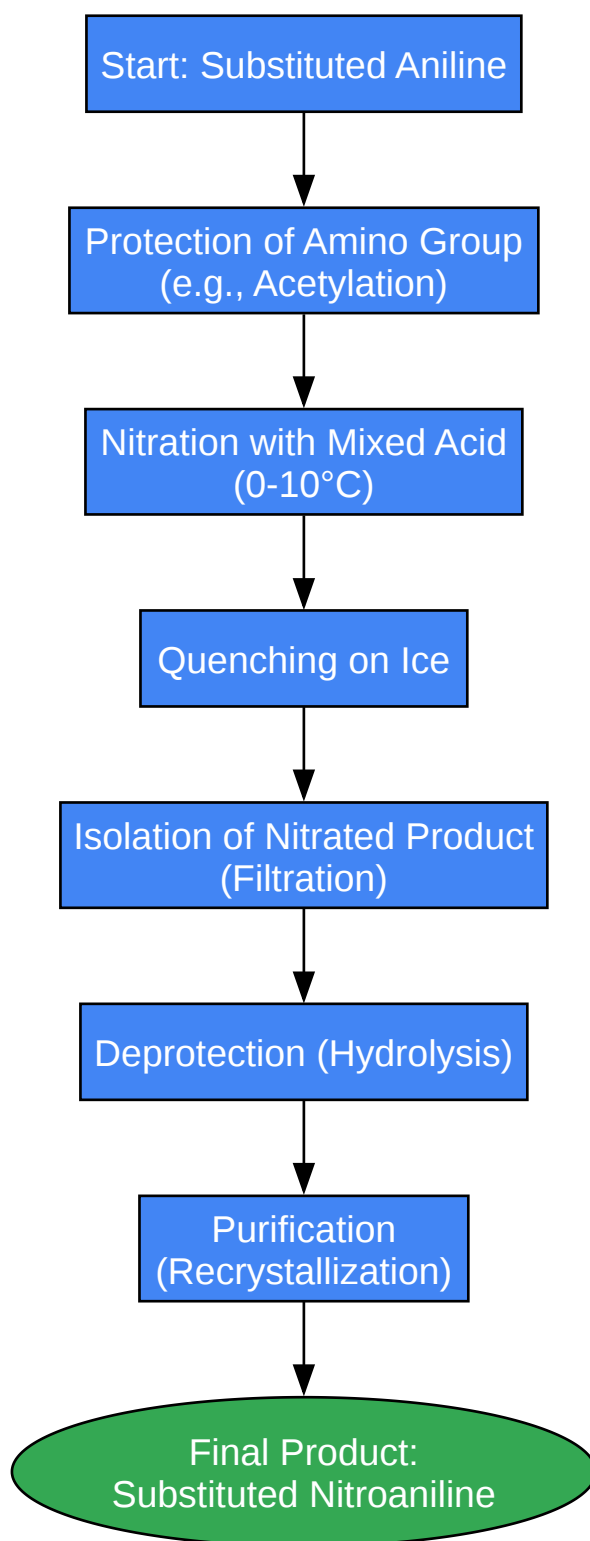 Start: Substituted Aniline
Protection of Amino Group
(e.g., Acetylation)
Nitration with Mixed Acid
(0-10°C)
Quenching on Ice
Isolation of Nitrated Product
(Filtration)
Deprotection (Hydrolysis)
Purification
(Recrystallization)
Final Product:
Substituted Nitroaniline